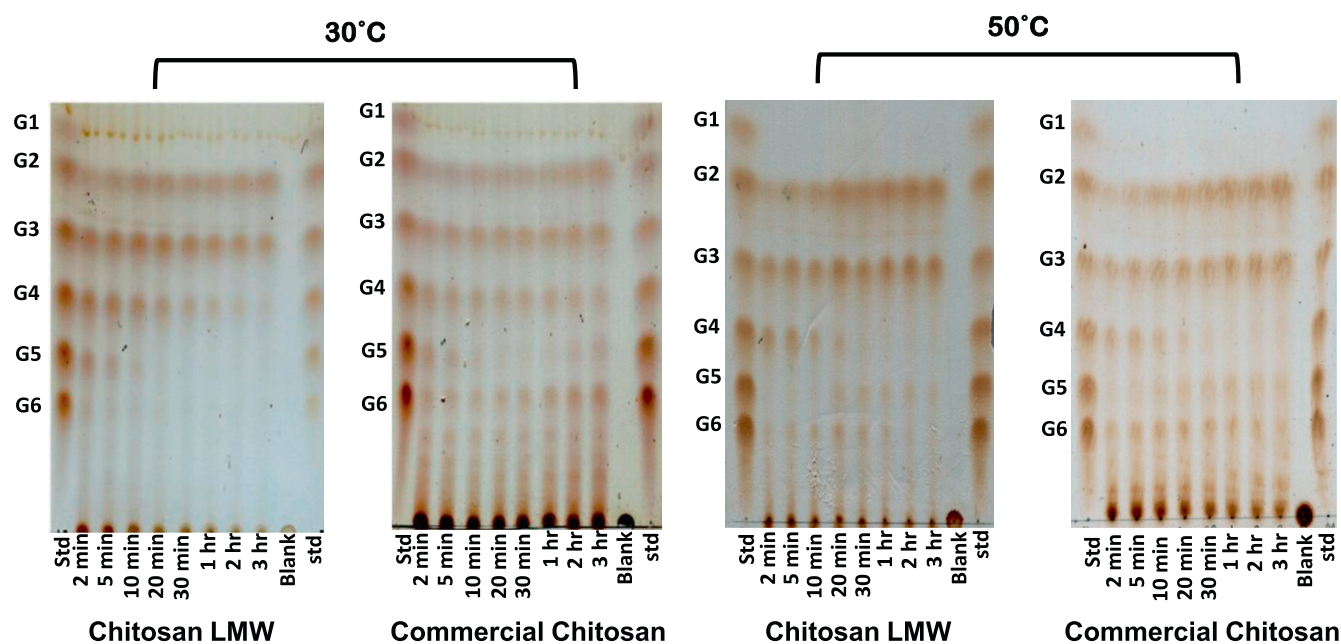 30˚C
50˚C
G1
G2
G3
G4
G5
G6
Std
2 min
5 min
10 min
20 min
30 min
1 hr
2 hr
3 hr
Blank
std
Chitosan LMW
G1
G2
G3
G4
G5
G6
Std
2 min
5 min
10 min
20 min
30 min
1 hr
2 hr
3 hr
Blank
std
Commercial Chitosan
G1
G2
G3
G4
G5
G6
Std
2 min
5 min
10 min
20 min
30 min
1 hr
2 hr
3 hr
Blank
std
Chitosan LMW
G1
G2
G3
G4
G5
G6
Std
2 min
5 min
10 min
20 min
30 min
1 hr
2 hr
3 hr
Blank
std
Commercial Chitosan